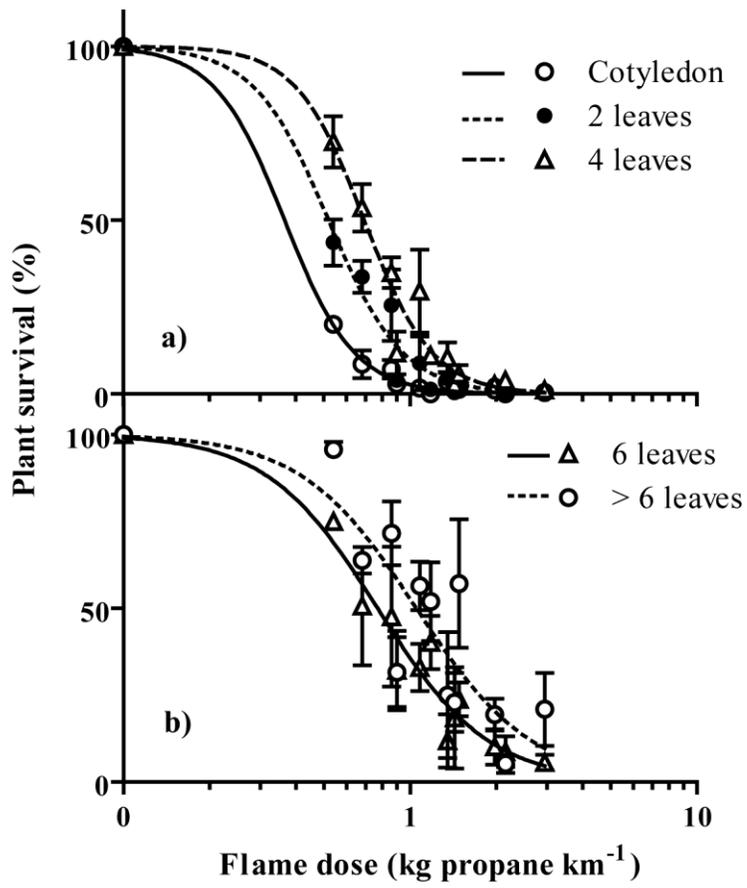 100
50
0
Cotyledon
2 leaves
4 leaves
a)
Plant survival (%)
100
50
0
6 leaves
> 6 leaves
b)
0 1 10
Flame dose (kg propane km-1)